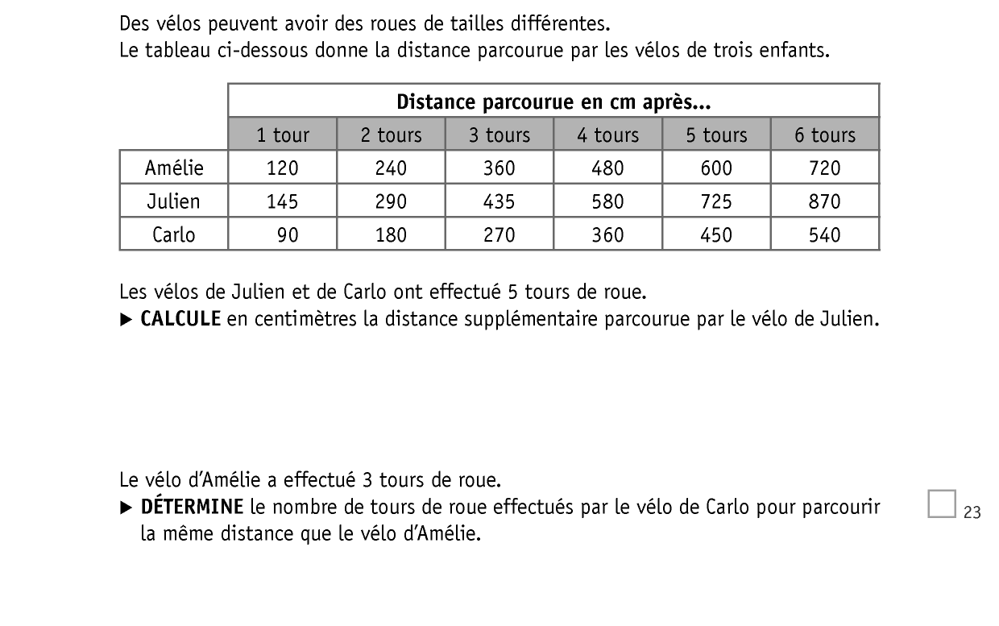 Des vélos peuvent avoir des roues de tailles différentes.
Le tableau ci-dessous donne la distance parcourue par les vélos de trois enfants.
Distance parcourue en cm après...
1 tour 2 tours 3 tours 4 tours 5 tours 6 tours
Amélie 120 240 360 480 600 720
Julien 145 290 435 580 725 870
Carlo 90 180 270 360 450 540
Les vélos de Julien et de Carlo ont effectué 5 tours de roue.
▶ CALCULE en centimètres la distance supplémentaire parcourue par le vélo de Julien.
Le vélo d'Amélie a effectué 3 tours de roue.
▶ DÉTERMINE le nombre de tours de roue effectués par le vélo de Carlo pour parcourir
la même distance que le vélo d'Amélie.
23